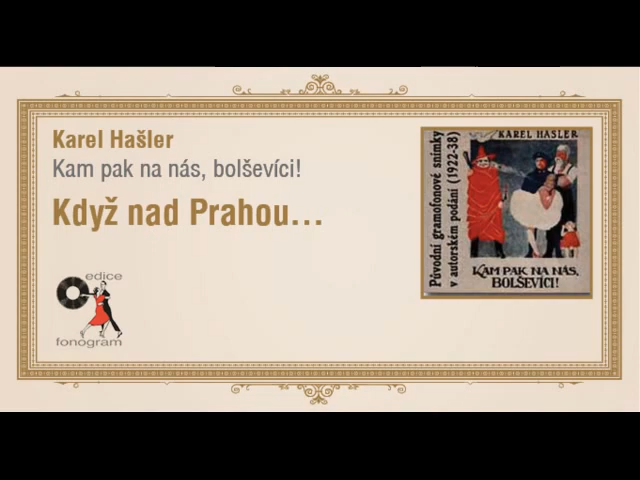 Karel Hašler
Kam pak na nás, bolševíci!
Když nad Prahou...
edice
fonogram
Původní gramofonové snímky
v autorském podání (1922-38)
KAREL HAŠLER
KAM PAK NA NÁS,
BOLŠEVÍCI!